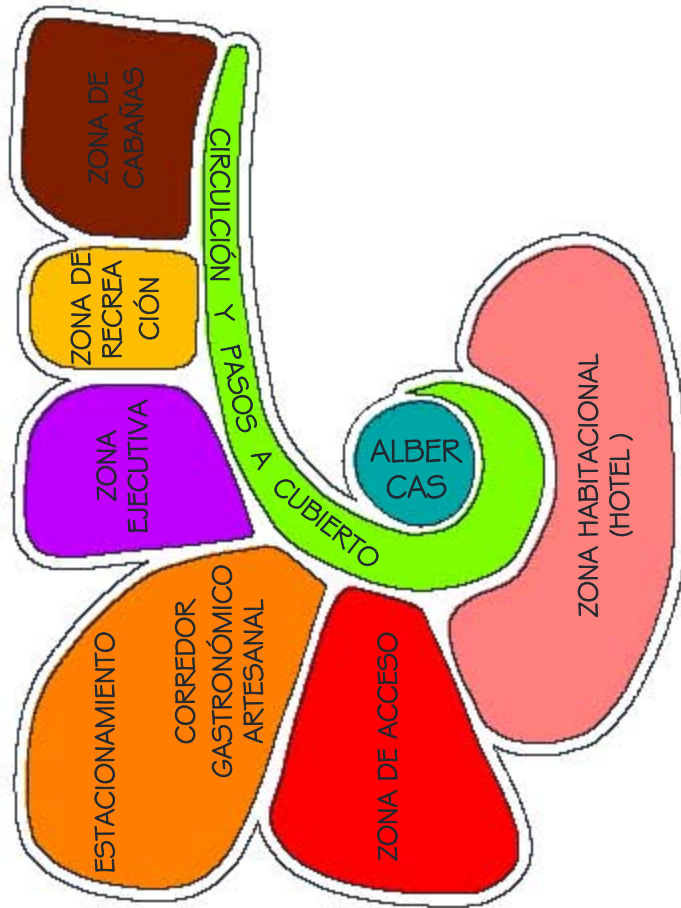 ZONA DE
CABAÑAS
ZONA DE
RECREA
CIÓN
ZONA
EJECUTIVA
ESTACIONAMIENTO
CORREDOR
GASTRONÓMICO
ARTESANAL
ZONA DE ACCESO
CIRCULCIÓN Y PASOS A CUBIERTO
ALBER
CAS
ZONA HABITACIONAL
(HOTEL )